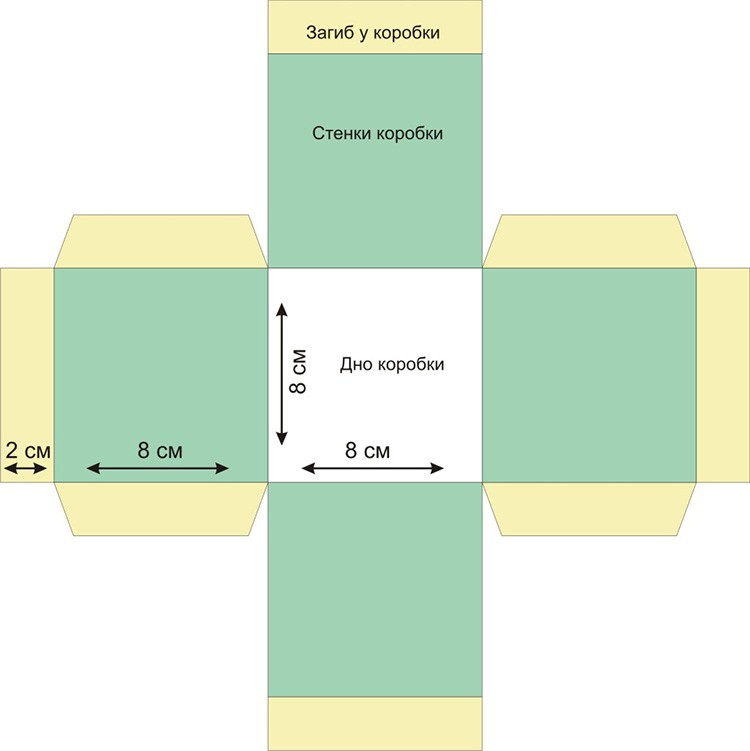 Загиб у коробки
Стенки коробки
8 см
Дно коробки
2 см
8 см
8 см